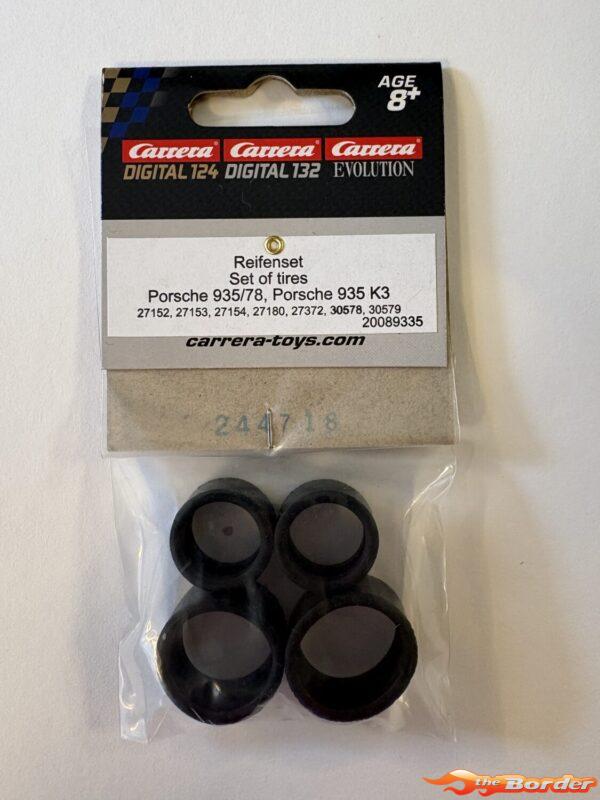 AGE
8+
Carrera Carrera Carrera
DIGITAL 124 DIGITAL 132 EVOLUTION
Reifenset
Set of tires
Porsche 935/78, Porsche 935 K3
27152, 27153, 27154, 27180, 27372, 30578, 30579
20089335
carrera-toys.com
244718
the Border